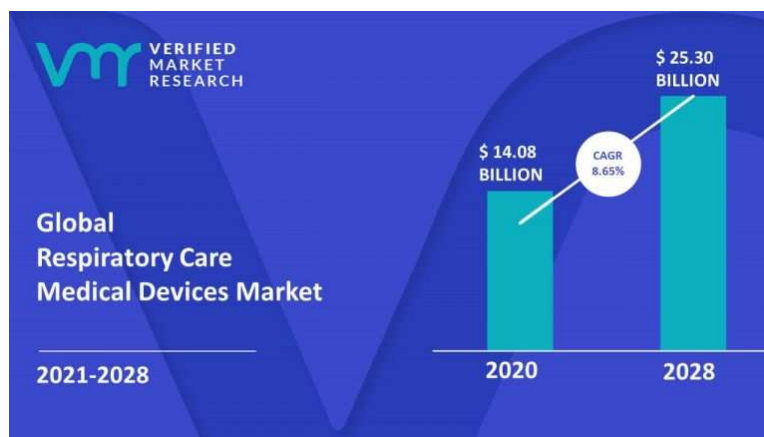 vmr
VERIFIED
MARKET
RESEARCH
Global
Respiratory Care
Medical Devices Market
2021-2028
$ 14.08
BILLION
CAGR
8.65%
$ 25.30
BILLION
2020
2028